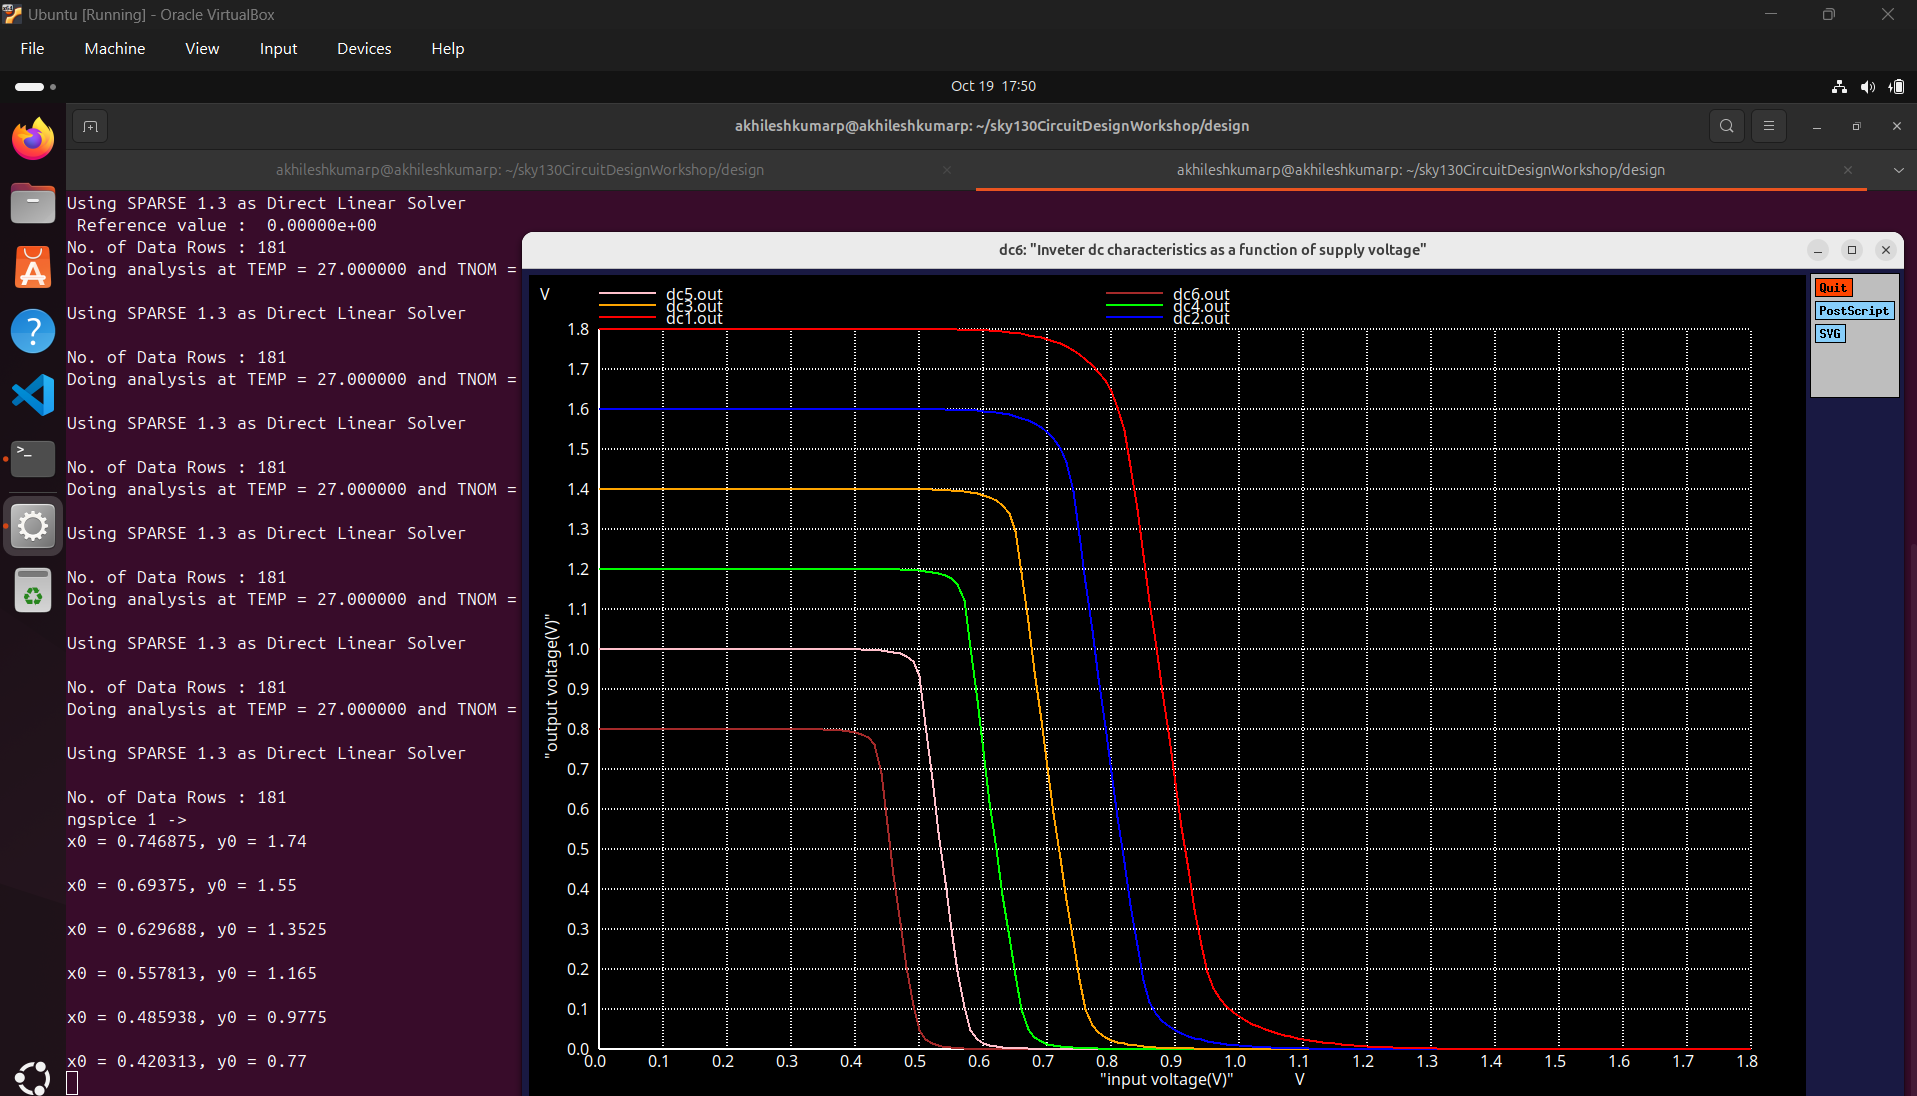 Ubuntu [Running] - Oracle VirtualBox
File Machine View Input Devices Help
Oct 19 17:50
akhileshkumarp@akhileshkumarp: ~/sky130CircuitDesignWorkshop/design
akhileshkumarp@akhileshkumarp: ~/sky130CircuitDesignWorkshop/design
akhileshkumarp@akhileshkumarp: ~/sky130CircuitDesignWorkshop/design
Using SPARSE 1.3 as Direct Linear Solver
Reference value : 0.00000e+00
No. of Data Rows : 181
Doing analysis at TEMP = 27.000000 and TNOM =
Using SPARSE 1.3 as Direct Linear Solver
No. of Data Rows : 181
Doing analysis at TEMP = 27.000000 and TNOM =
Using SPARSE 1.3 as Direct Linear Solver
No. of Data Rows : 181
Doing analysis at TEMP = 27.000000 and TNOM =
Using SPARSE 1.3 as Direct Linear Solver
No. of Data Rows : 181
Doing analysis at TEMP = 27.000000 and TNOM =
Using SPARSE 1.3 as Direct Linear Solver
No. of Data Rows : 181
Doing analysis at TEMP = 27.000000 and TNOM =
Using SPARSE 1.3 as Direct Linear Solver
No. of Data Rows : 181
ngspice 1 ->
x0 = 0.746875, y0 = 1.74
x0 = 0.69375, y0 = 1.55
x0 = 0.629688, y0 = 1.3525
x0 = 0.557813, y0 = 1.165
x0 = 0.485938, y0 = 0.9775
x0 = 0.420313, y0 = 0.77
dc6: "Inveter dc characteristics as a function of supply voltage"
Quit
PostScript
SVG
V
dc5.out dc6.out
dc3.out dc4.out
dc1.out dc2.out
1.8
1.7
1.6
1.5
1.4
1.3
1.2
1.1
1.0
0.9
0.8
0.7
0.6
0.5
0.4
0.3
0.2
0.1
0.0
"output voltage(V)"
0.0 0.1 0.2 0.3 0.4 0.5 0.6 0.7 0.8 0.9 1.0 1.1 1.2 1.3 1.4 1.5 1.6 1.7 1.8
"input voltage(V)" V